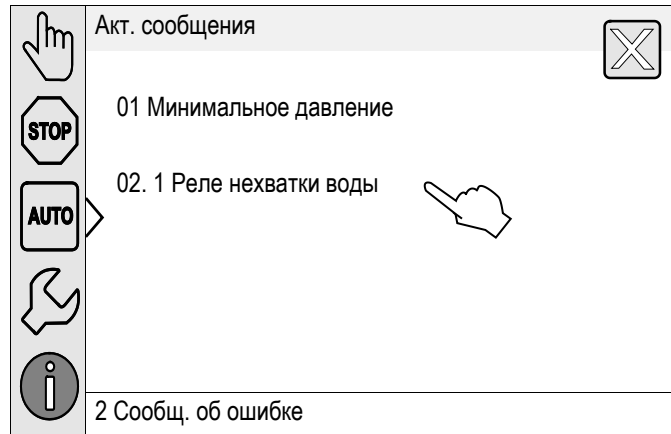 Акт. сообщения
01 Минимальное давление
STOP
02. 1 Реле нехватки воды
AUTO
2 Сообщ. об ошибке